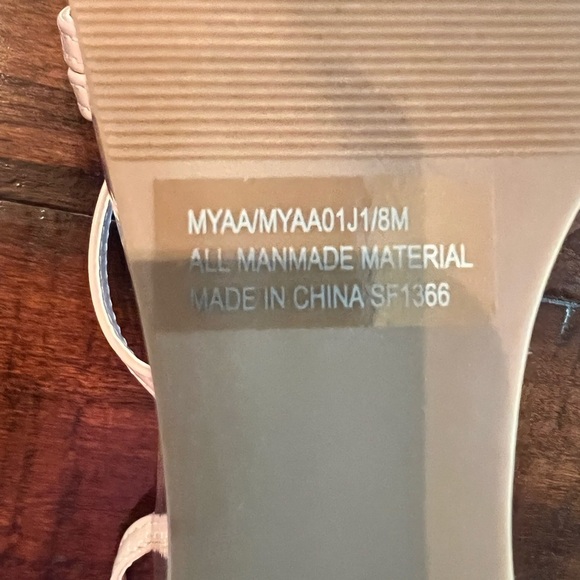 MYAA/MYAA01J1/8M
ALL MANMADE MATERIAL
MADE IN CHINA SF1366